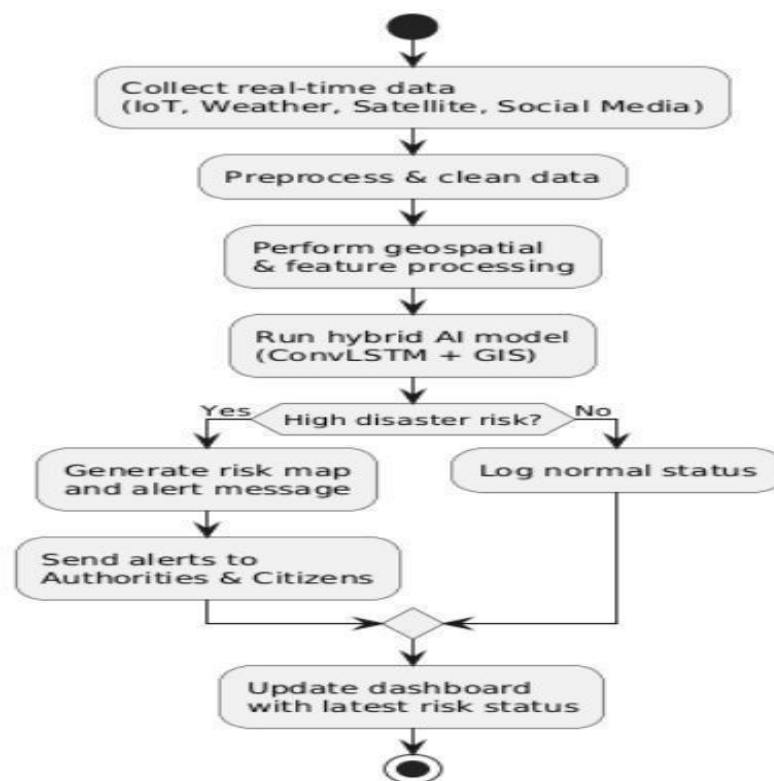 Collect real-time data
(IoT, Weather, Satellite, Social Media)
Preprocess & clean data
Perform geospatial
& feature processing
Run hybrid AI model
(ConvLSTM + GIS)
Yes
High disaster risk?
No
Generate risk map
and alert message
Log normal status
Send alerts to
Authorities & Citizens
Update dashboard
with latest risk status